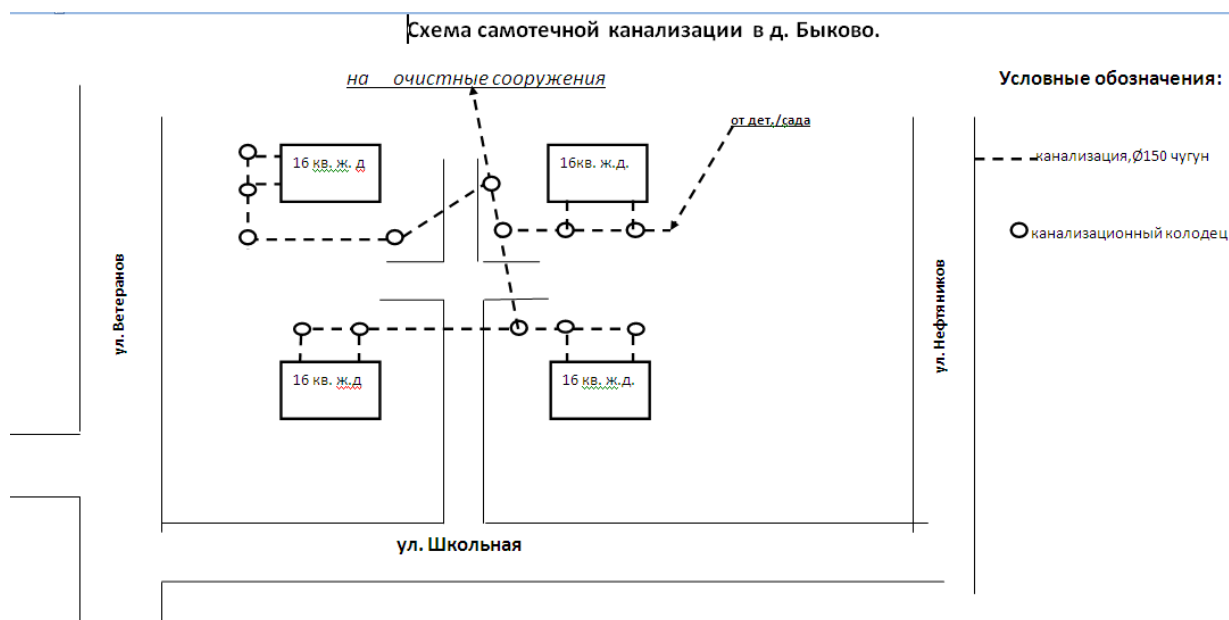 Схема самотечной канализации в д. Быково.
на очистные сооружения
Условные обозначения:
от дет,/сада
16 кв. ж. д
16кв. ж.д.
канализация,Ø150 чугун
канализационный колодец
ул. Ветеранов
ул. Нефтяников
16 кв. ж.д
16 кв. ж.д.
ул. Школьная